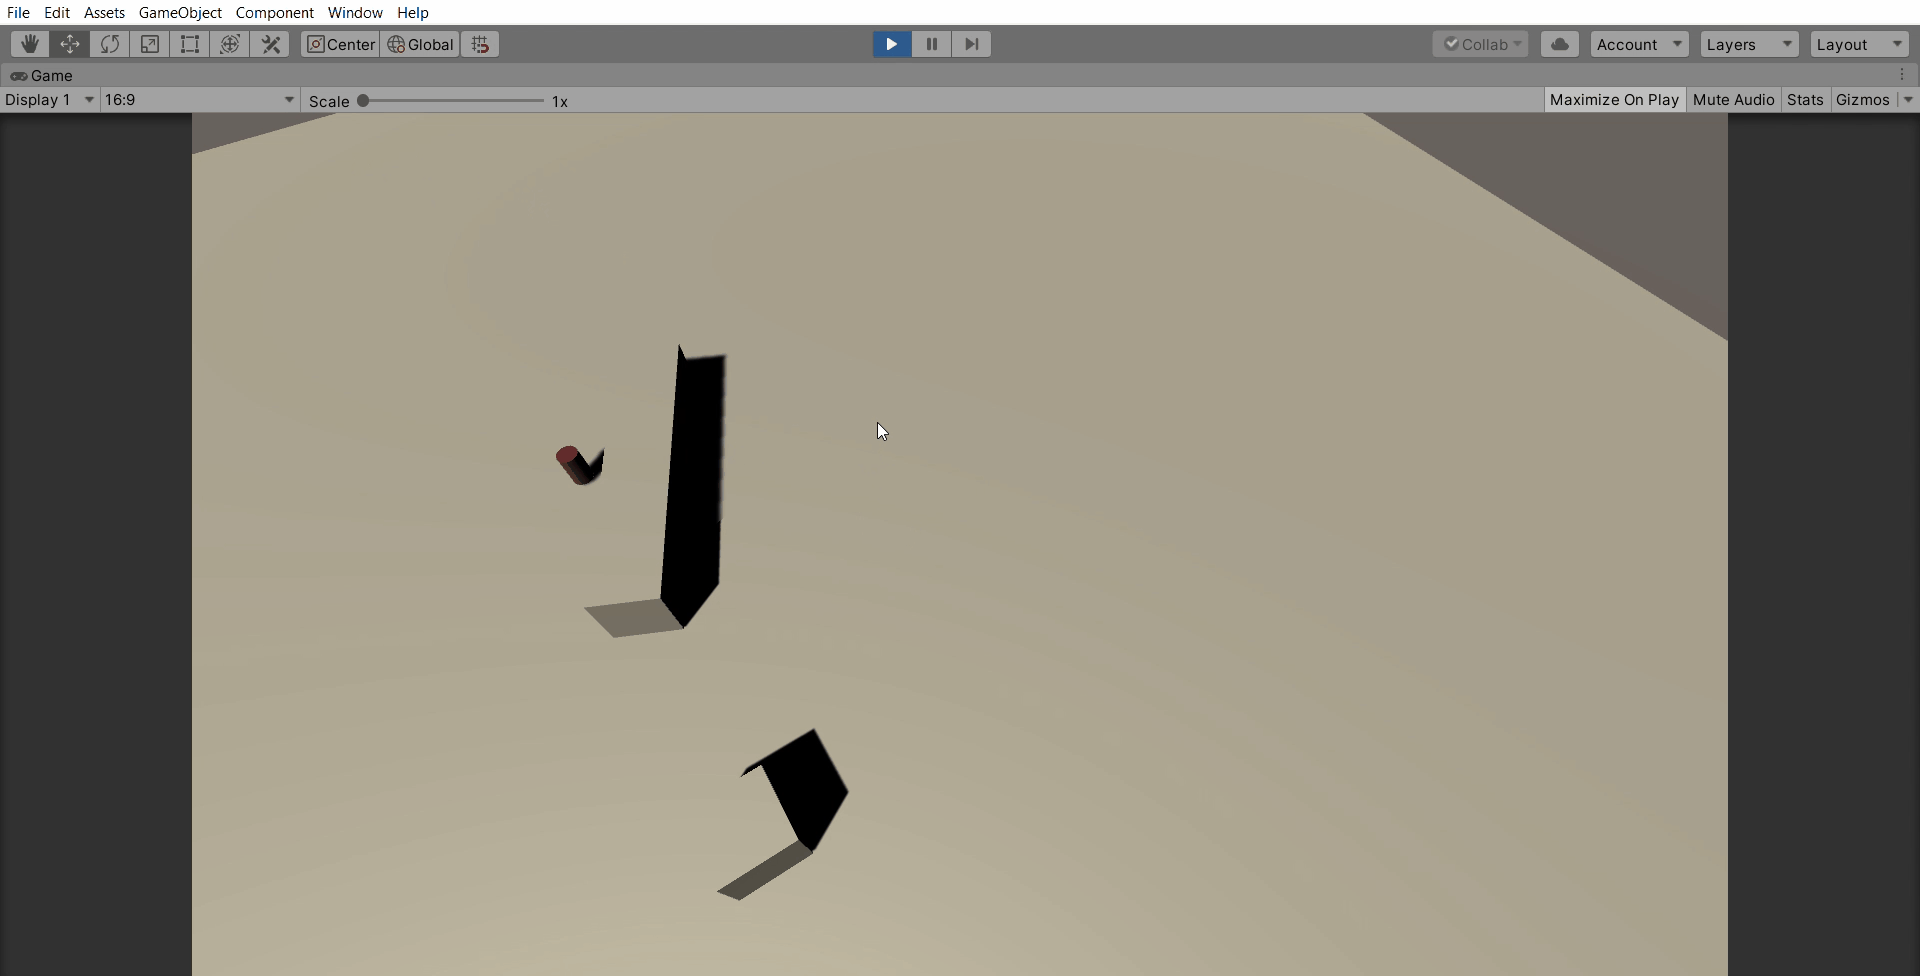 File Edit Assets GameObject Component Window Help
Center Global Collab Account Layers Layout
Game
Display 1 16:9 Scale 1x Maximize On Play Mute Audio Stats Gizmos